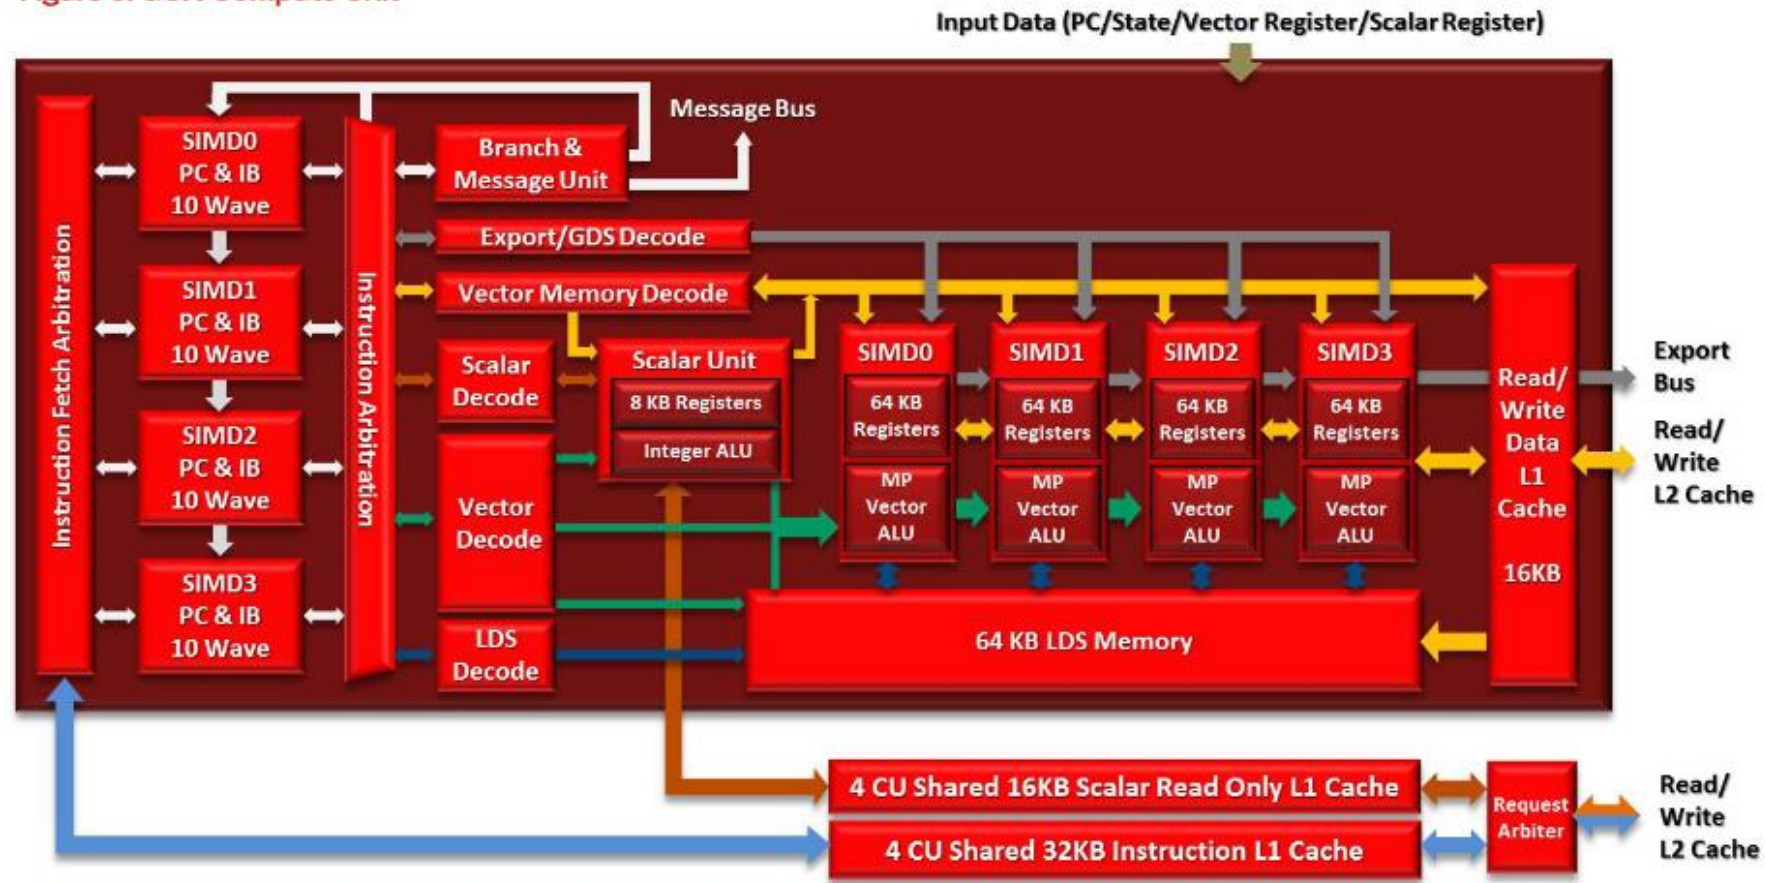 Input Data (PC/State/Vector Register/Scalar Register)
Instruction Fetch Arbitration
SIMD0
PC & IB
10 Wave
SIMD1
PC & IB
10 Wave
SIMD2
PC & IB
10 Wave
SIMD3
PC & IB
10 Wave
Instruction Arbitration
Branch &
Message Unit
Message Bus
Export/GDS Decode
Vector Memory Decode
Scalar
Decode
Scalar Unit
8 KB Registers
Integer ALU
Vector
Decode
LDS
Decode
SIMD0
64 KB
Registers
MP
Vector
ALU
SIMD1
64 KB
Registers
MP
Vector
ALU
SIMD2
64 KB
Registers
MP
Vector
ALU
SIMD3
64 KB
Registers
MP
Vector
ALU
64 KB LDS Memory
Read/
Write
Data
L1
Cache
16KB
Export
Bus
Read/
Write
L2 Cache
4 CU Shared 16KB Scalar Read Only L1 Cache
4 CU Shared 32KB Instruction L1 Cache
Request
Arbiter
Read/
Write
L2 Cache